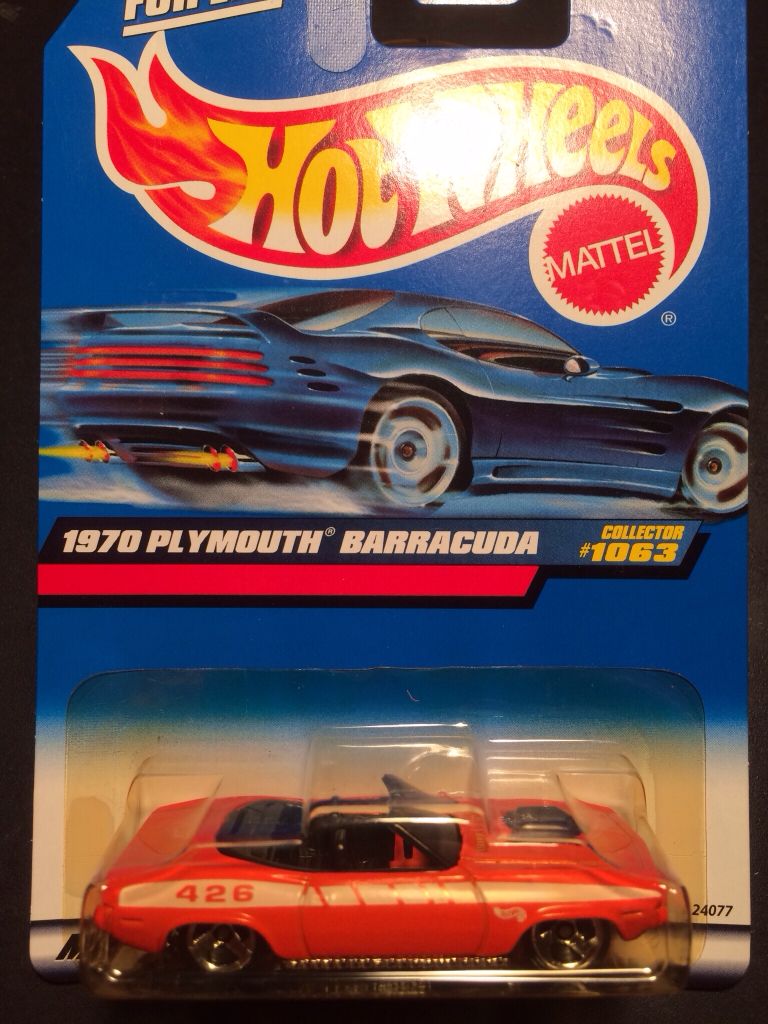 HOT WHEELS
MATTEL
®
1970 PLYMOUTH® BARRACUDA
COLLECTOR
#1063
426
24077